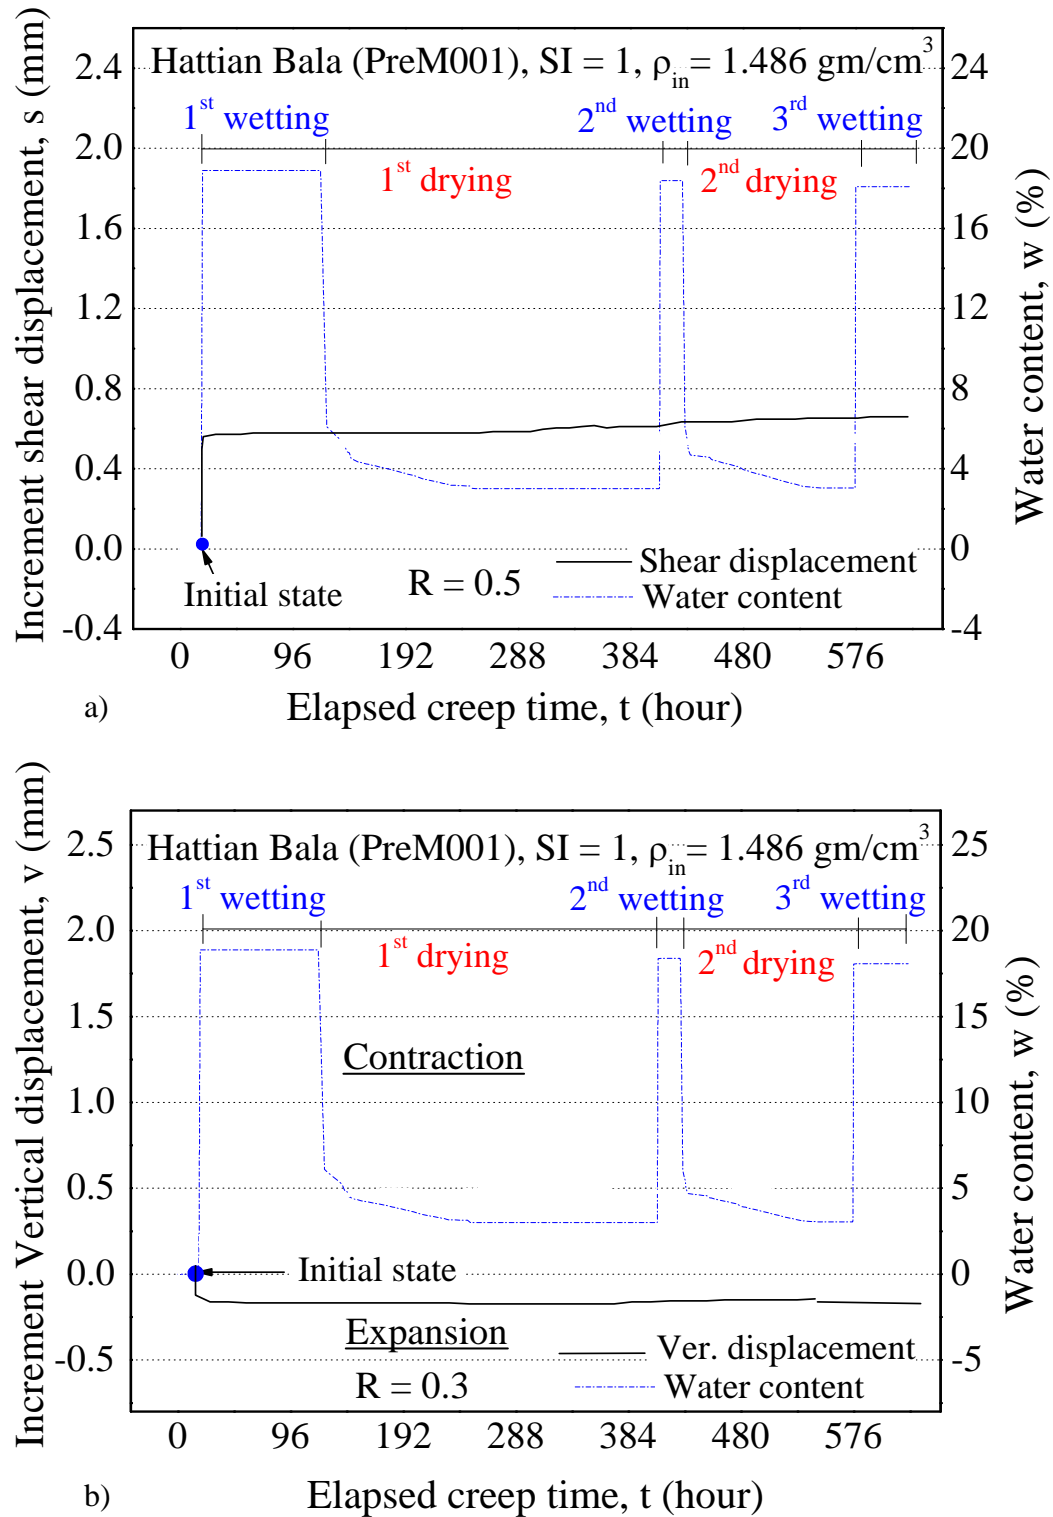 Increment shear displacement, s (mm)
2.4
2.0
1.6
1.2
0.8
0.4
0.0
-0.4
Hattian Bala (PreM001), SI = 1, ρin= 1.486 gm/cm3
1st wetting
2nd wetting
3rd wetting
1st drying
2nd drying
Initial state
R = 0.5
Shear displacement
Water content
24
20
16
12
8
4
0
-4
Water content, w (%)
0 96 192 288 384 480 576
a)
Elapsed creep time, t (hour)
Increment Vertical displacement, v (mm)
2.5
2.0
1.5
1.0
0.5
0.0
-0.5
Hattian Bala (PreM001), SI = 1, ρin= 1.486 gm/cm3
1st wetting
2nd wetting
3rd wetting
1st drying
2nd drying
Contraction
Initial state
Expansion
R = 0.3
Ver. displacement
Water content
25
20
15
10
5
0
-5
Water content, w (%)
0 96 192 288 384 480 576
b)
Elapsed creep time, t (hour)